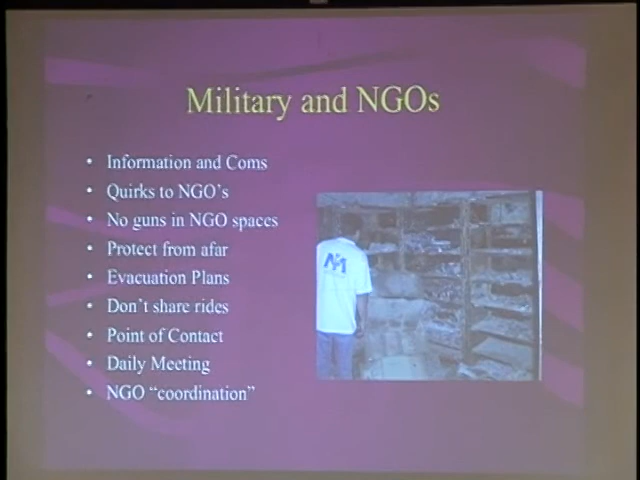 Military and NGOs
• Information and Coms
• Quirks to NGO's
• No guns in NGO spaces
• Protect from afar
• Evacuation Plans
• Don't share rides
• Point of Contact
• Daily Meeting
• NGO “coordination”